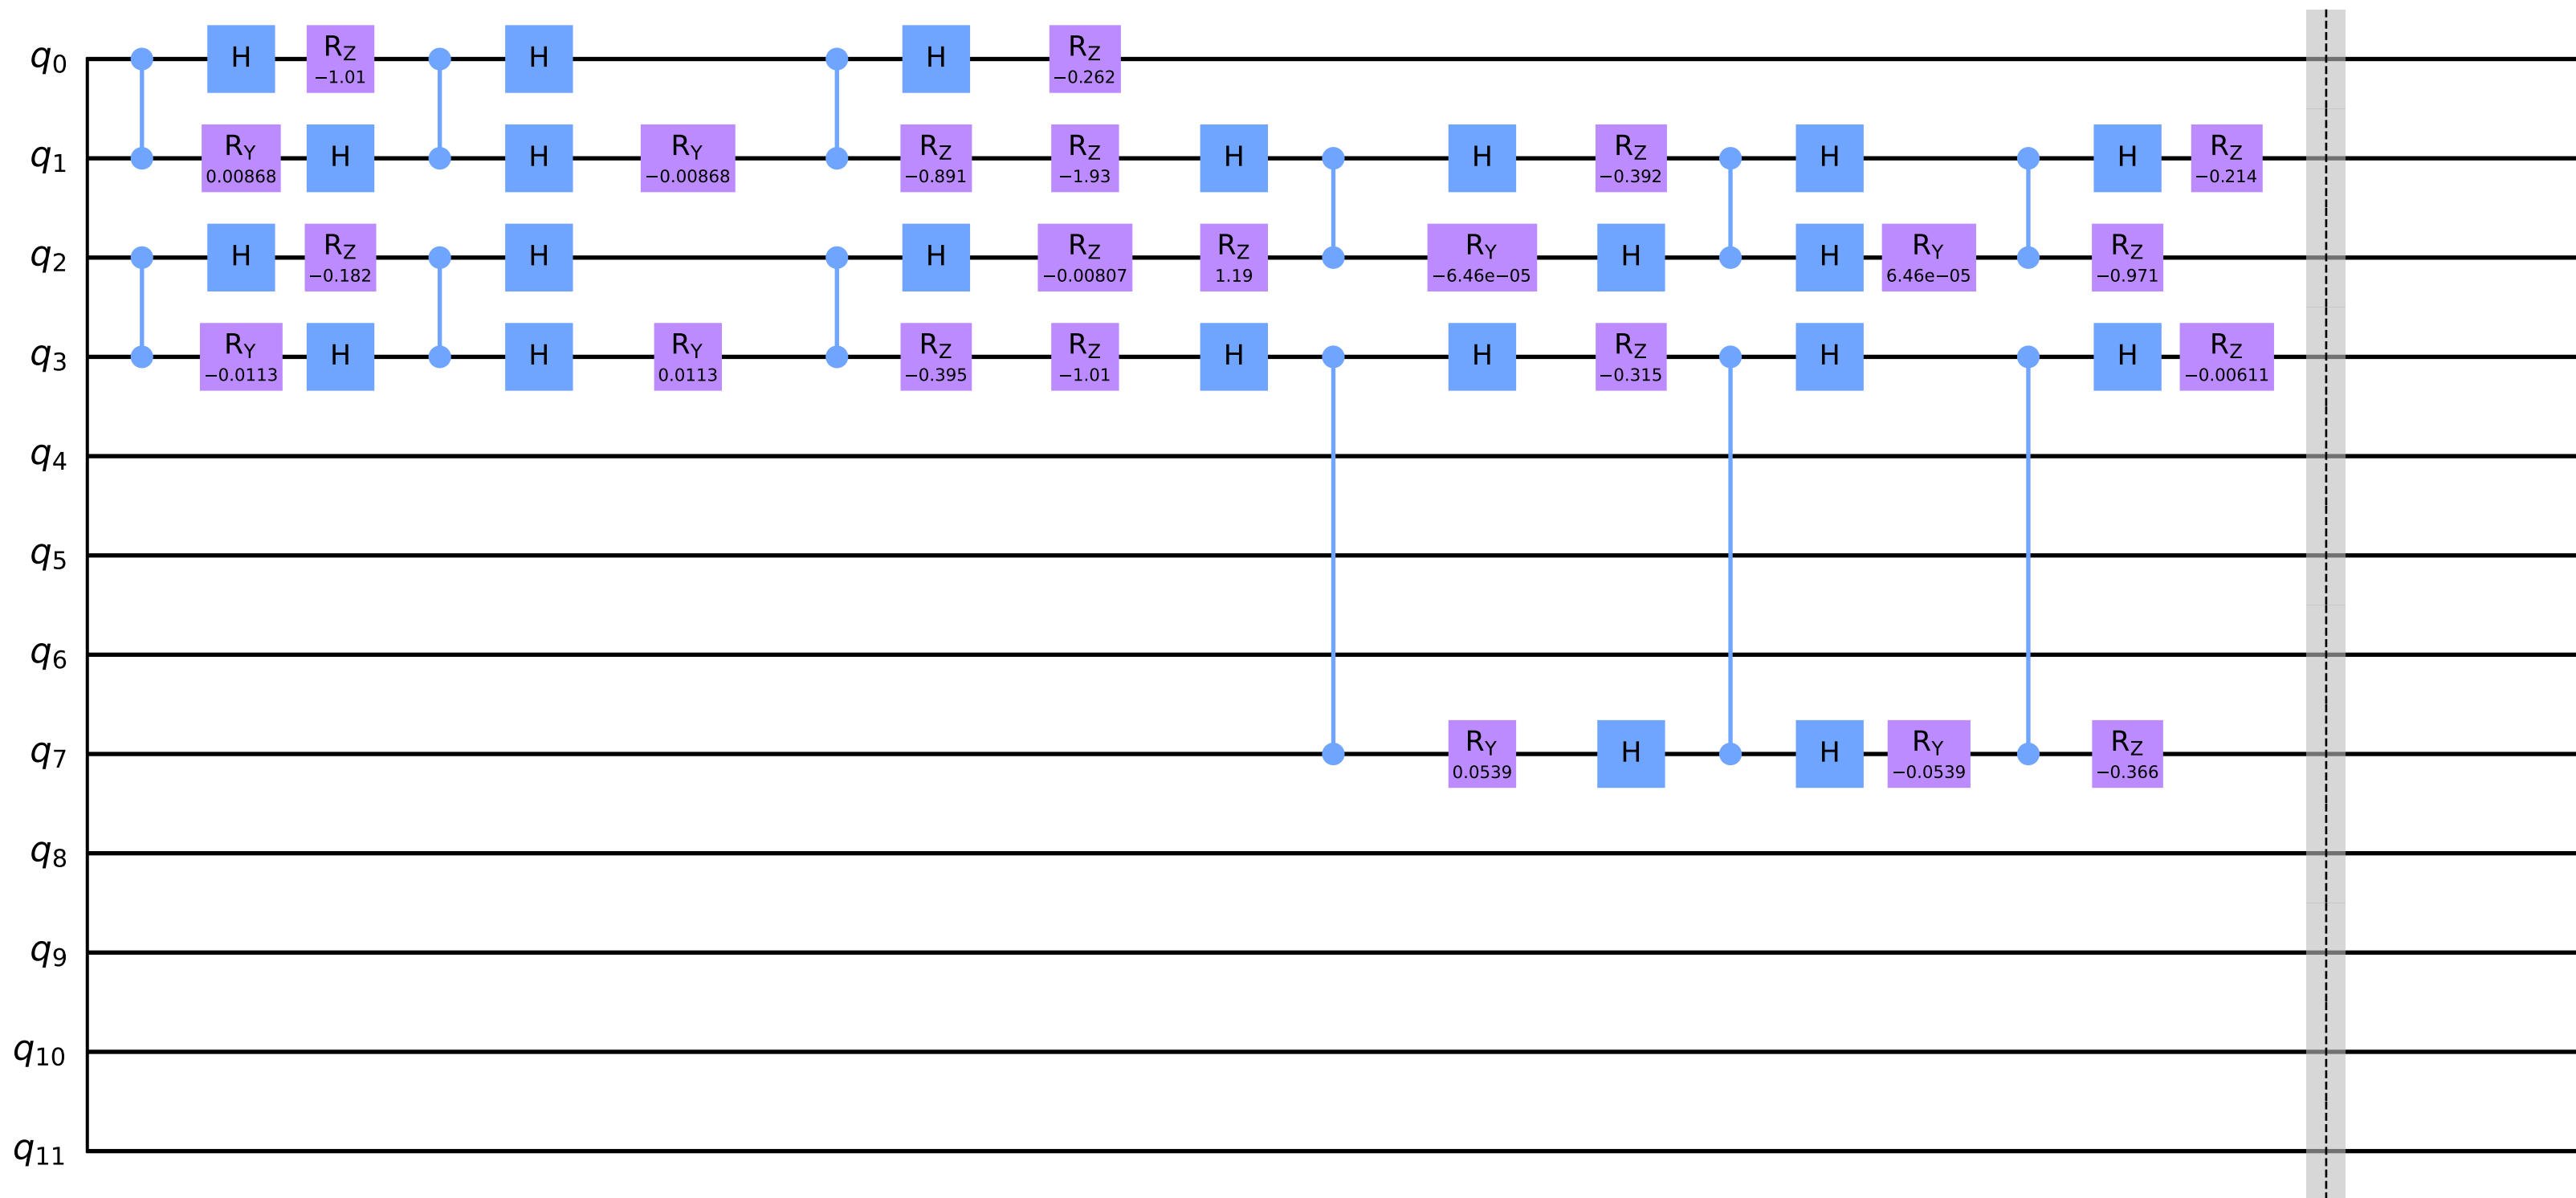 q0 H RZ −1.01 H H RZ −0.262
q1 RY 0.00868 H H RY −0.00868 RZ −0.891 RZ −1.93 H H RZ −0.392 H H RZ −0.214
q2 H RZ −0.182 H H RZ −0.00807 RZ 1.19 RY −6.46e−05 H H RY 6.46e−05 RZ −0.971
q3 RY −0.0113 H H RY 0.0113 RZ −0.395 RZ −1.01 H H RZ −0.315 H H RZ −0.00611
q4
q5
q6
q7 RY 0.0539 H H RY −0.0539 RZ −0.366
q8
q9
q10
q11